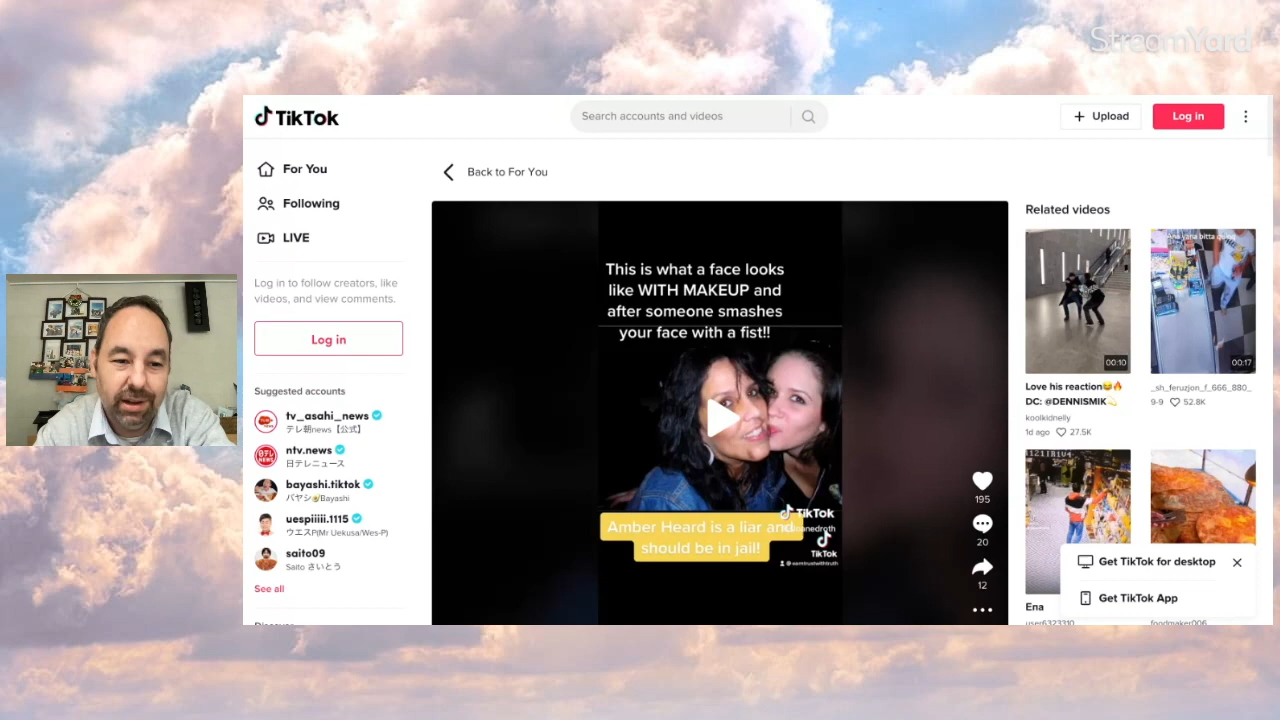 StreamYard
TikTok
Search accounts and videos
Upload
Log in
For You
Following
LIVE
Log in to follow creators, like
videos, and view comments.
Log in
Suggested accounts
tv_asahi_news
テレ朝news【公式】
ntv.news
日テレニュース
bayashi.tiktok
バヤシ🥑Bayashi
uespiiiiii.1115
ウエスP(Mr Uekusa/Wes-P)
saito09
Saito さいとう
See all
Back to For You
This is what a face looks
like WITH MAKEUP and
after someone smashes
your face with a fist!!
Amber Heard is a liar and
should be in jail!
TikTok
TikTok
195
20
12
Related videos
00:10
Love his reaction😂🔥
DC: @DENNISMIK💫
koolkidnelly
1d ago 27.5K
00:17
_sh_feruzjon_f_666_880_
9-9 52.8K
Ena
user6323310
foodmaker006
Get TikTok for desktop
Get TikTok App